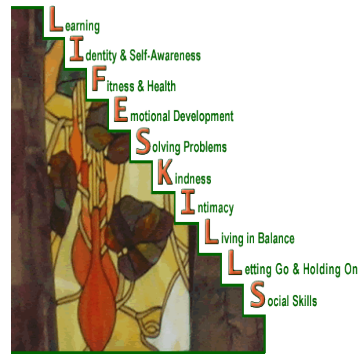 Learning
Identity & Self-Awareness
Fitness & Health
Emotional Development
Solving Problems
Kindness
Intimacy
Living in Balance
Letting Go & Holding On
Social Skills